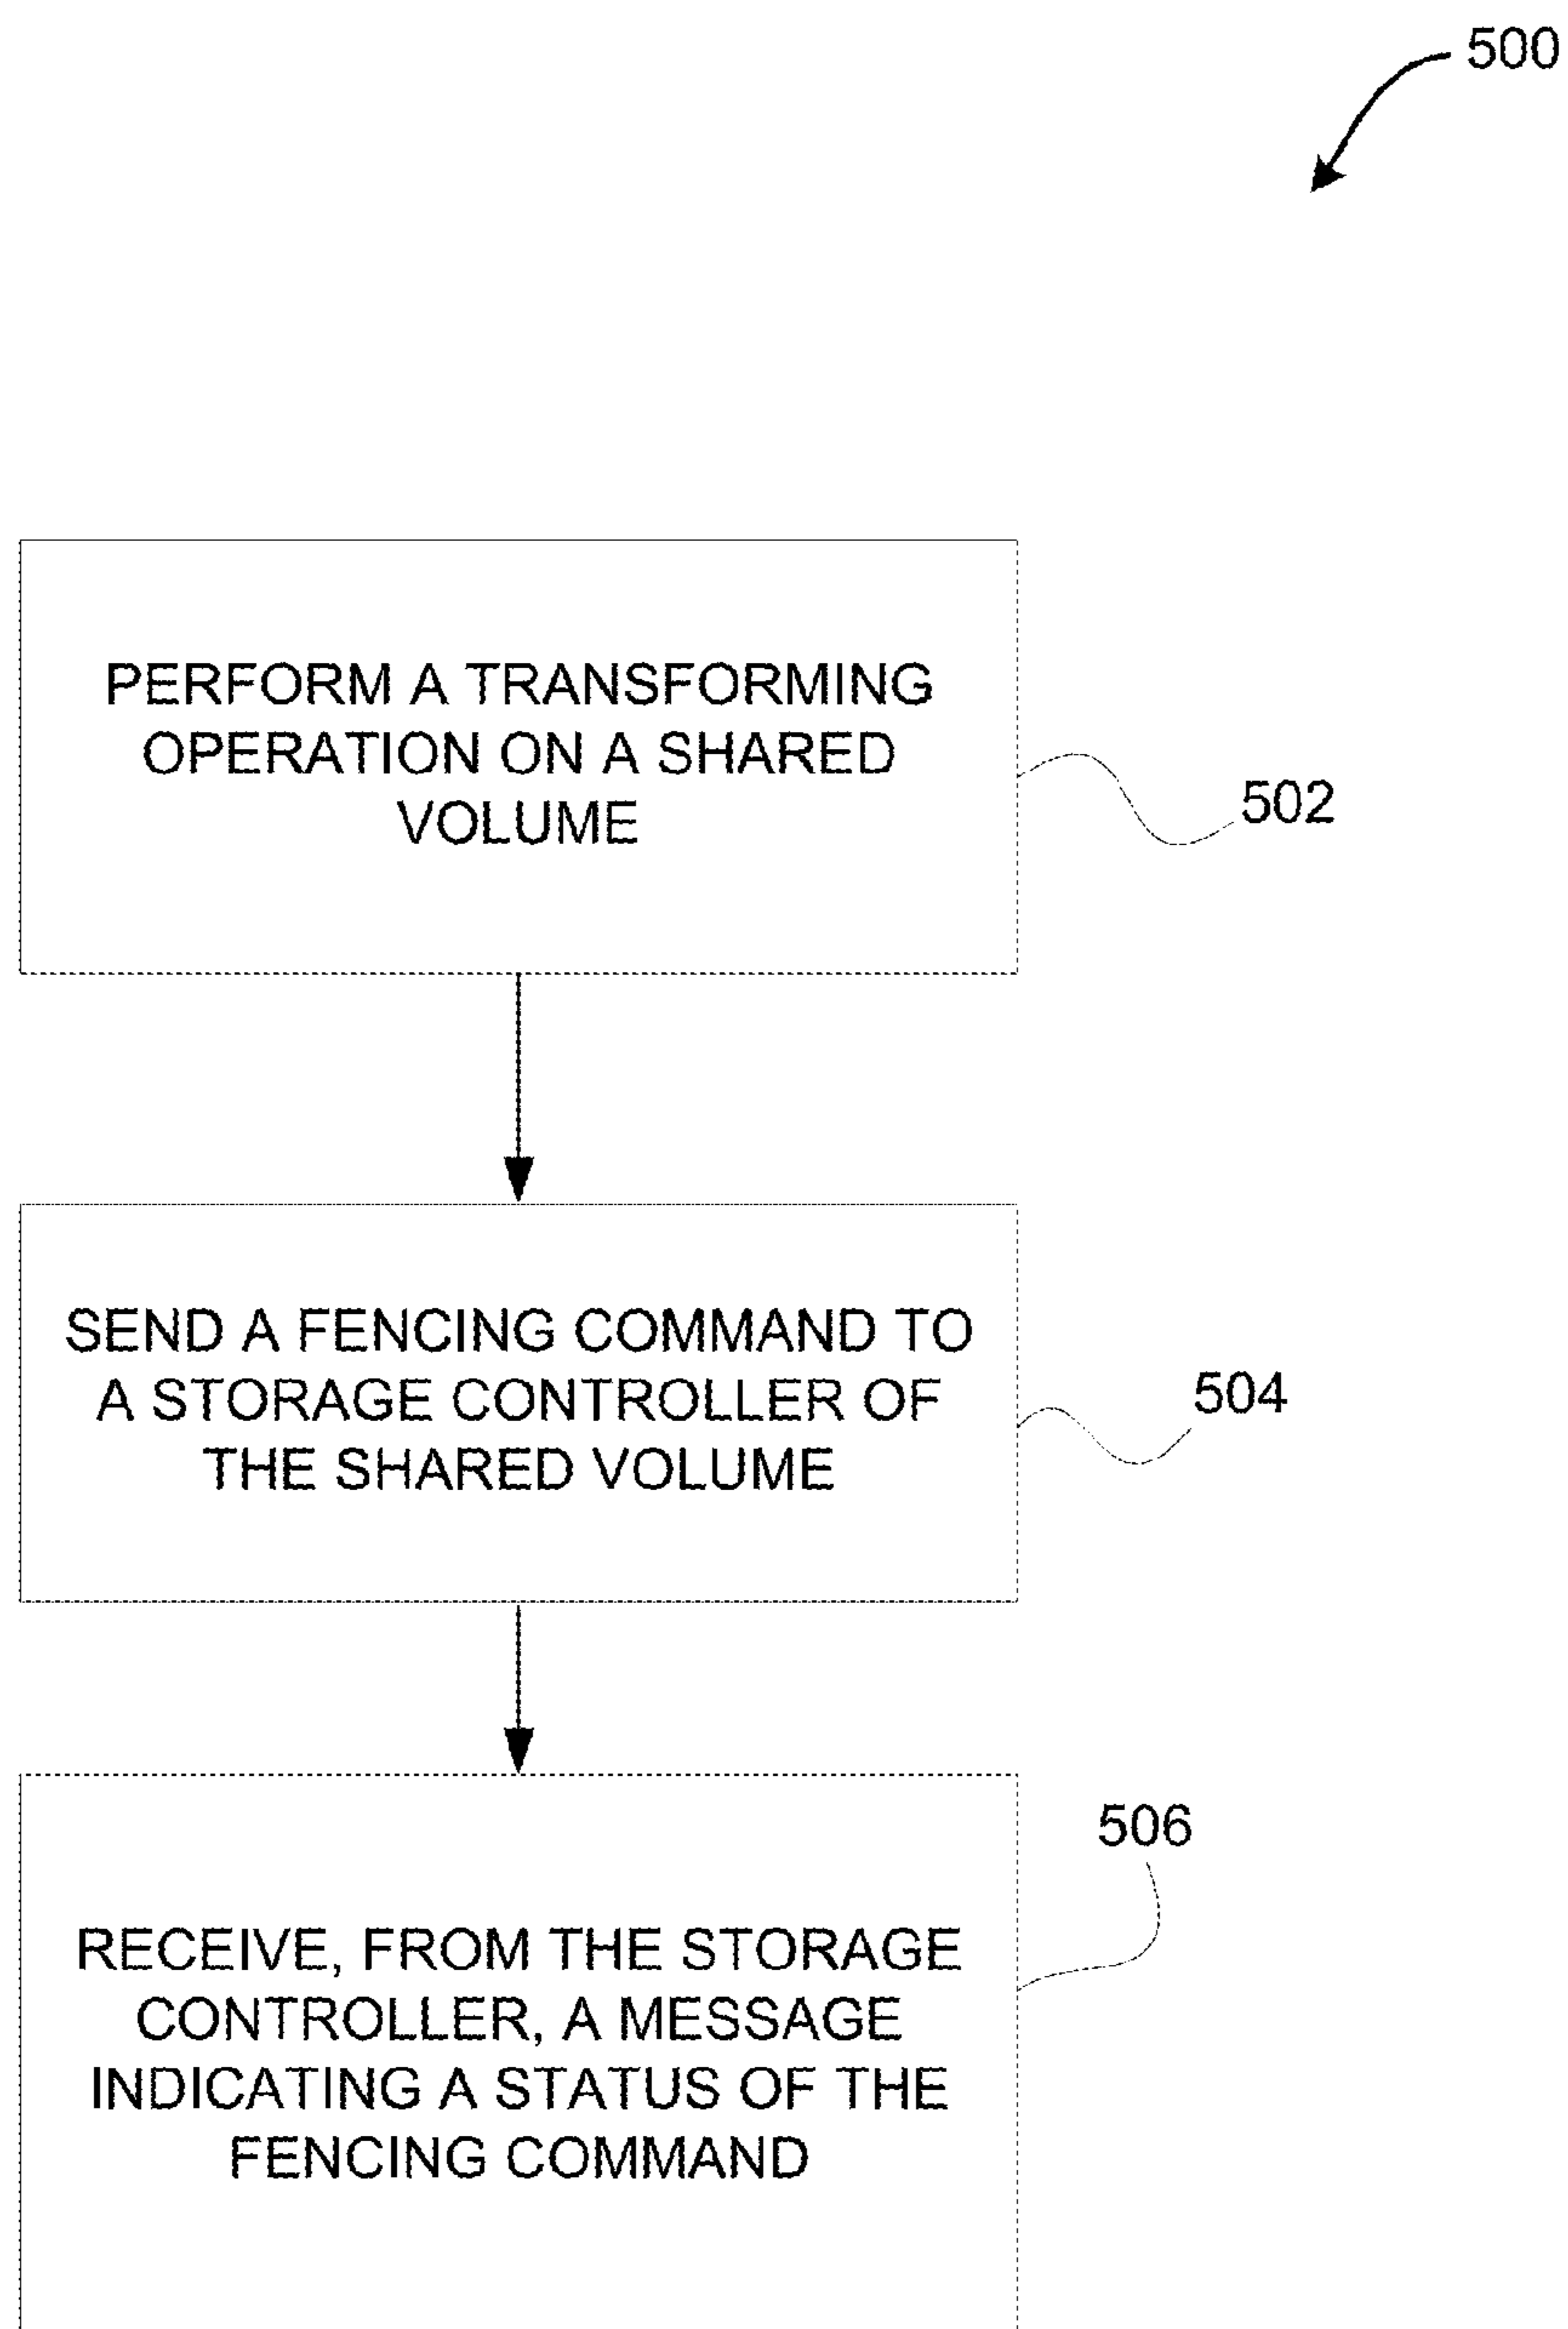 500
PERFORM A TRANSFORMING
OPERATION ON A SHARED
VOLUME
502
SEND A FENCING COMMAND TO
A STORAGE CONTROLLER OF
THE SHARED VOLUME
504
506
RECEIVE, FROM THE STORAGE
CONTROLLER, A MESSAGE
INDICATING A STATUS OF THE
FENCING COMMAND